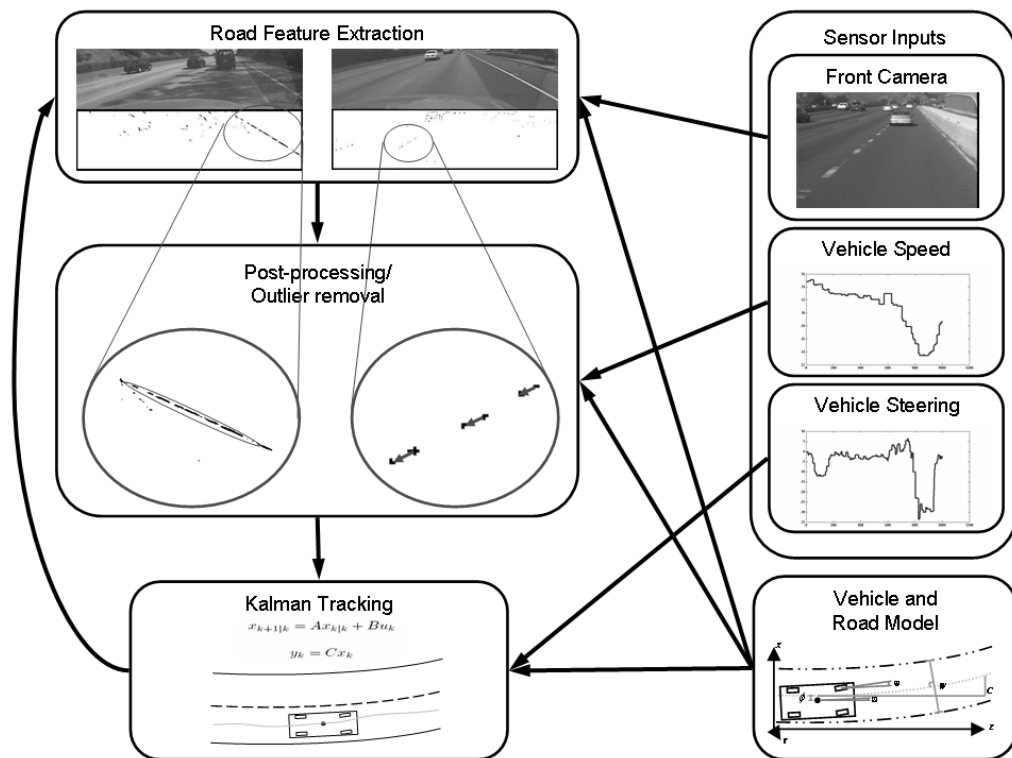 Road Feature Extraction
Sensor Inputs
Front Camera
Post-processing/
Outlier removal
Vehicle Speed
Vehicle Steering
Kalman Tracking
x_{k+1|k} = Ax_{k|k} + Bu_k
y_k = Cx_k
Vehicle and
Road Model
x
W
C
ϕ
z